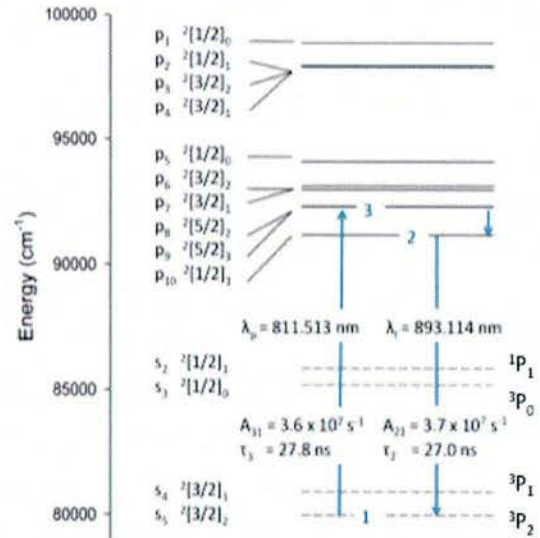 100000
p₁ ²[1/2]₀
p₂ ²[1/2]₁
p₃ ²[3/2]₂
p₄ ²[3/2]₁
95000
p₅ ²[1/2]₀
p₆ ²[3/2]₂
p₇ ²[3/2]₁
p₈ ²[5/2]₂
p₉ ²[5/2]₃
p₁₀ ²[1/2]₁
3
2
90000
Energy (cm⁻¹)
λₚ = 811.513 nm λₗ = 893.114 nm
s₂ ²[1/2]₁ ¹P₁
85000
s₃ ²[1/2]₀ ³P₀
A₃₁ = 3.6 x 10⁷ s⁻¹ A₂₁ = 3.7 x 10⁷ s⁻¹
τ₃ = 27.8 ns τ₂ = 27.0 ns
s₄ ²[3/2]₁ ³P₁
80000
s₅ ²[3/2]₂ 1 ³P₂